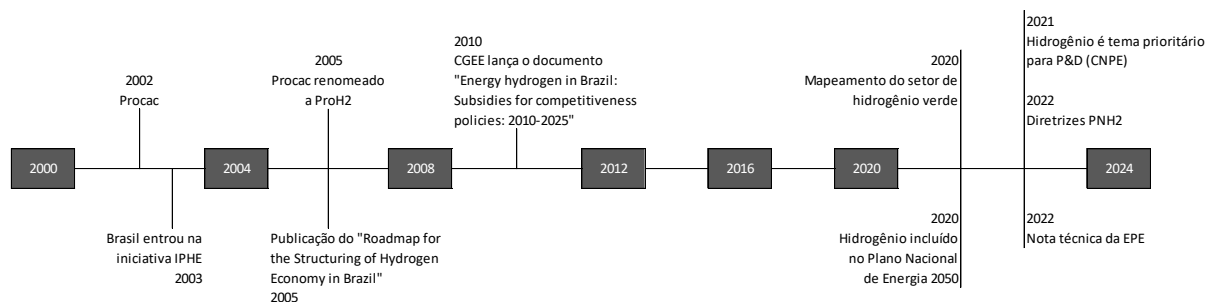 2002
Procac
2005
Procac renomeado
a ProH2
2010
CGEE lança o documento
"Energy hydrogen in Brazil:
Subsidies for competitiveness
policies: 2010-2025"
2020
Mapeamento do setor de
hidrogênio verde
2021
Hidrogênio é tema prioritário
para P&D (CNPE)
2022
Diretrizes PNH2
2000
2004
2008
2012
2016
2020
2024
Brasil entrou na
iniciativa IPHE
2003
Publicação do "Roadmap for
the Structuring of Hydrogen
Economy in Brazil"
2005
2020
Hidrogênio incluído
no Plano Nacional
de Energia 2050
2022
Nota técnica da EPE